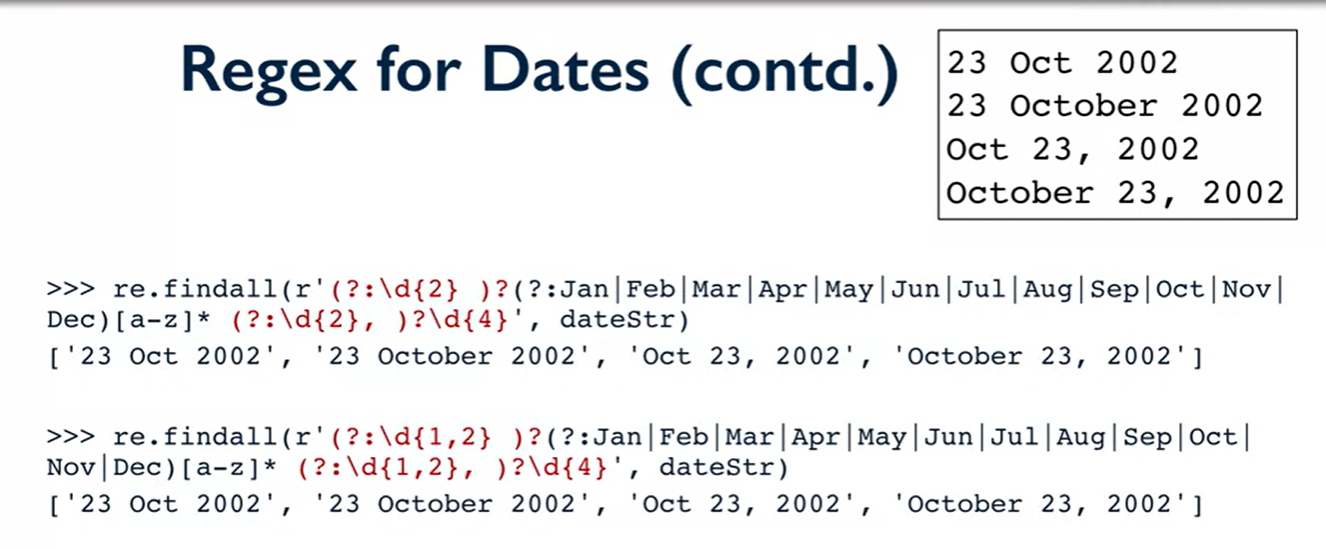 Regex for Dates (contd.)
23 Oct 2002
23 October 2002
Oct 23, 2002
October 23, 2002
>>> re.findall(r'(?:\d{2} )?(?:Jan|Feb|Mar|Apr|May|Jun|Jul|Aug|Sep|Oct|Nov|
Dec)[a-z]* (?:\d{2}, )?\d{4}', dateStr)
['23 Oct 2002', '23 October 2002', 'Oct 23, 2002', 'October 23, 2002']
>>> re.findall(r'(?:\d{1,2} )?(?:Jan|Feb|Mar|Apr|May|Jun|Jul|Aug|Sep|Oct|
Nov|Dec)[a-z]* (?:\d{1,2}, )?\d{4}', dateStr)
['23 Oct 2002', '23 October 2002', 'Oct 23, 2002', 'October 23, 2002']